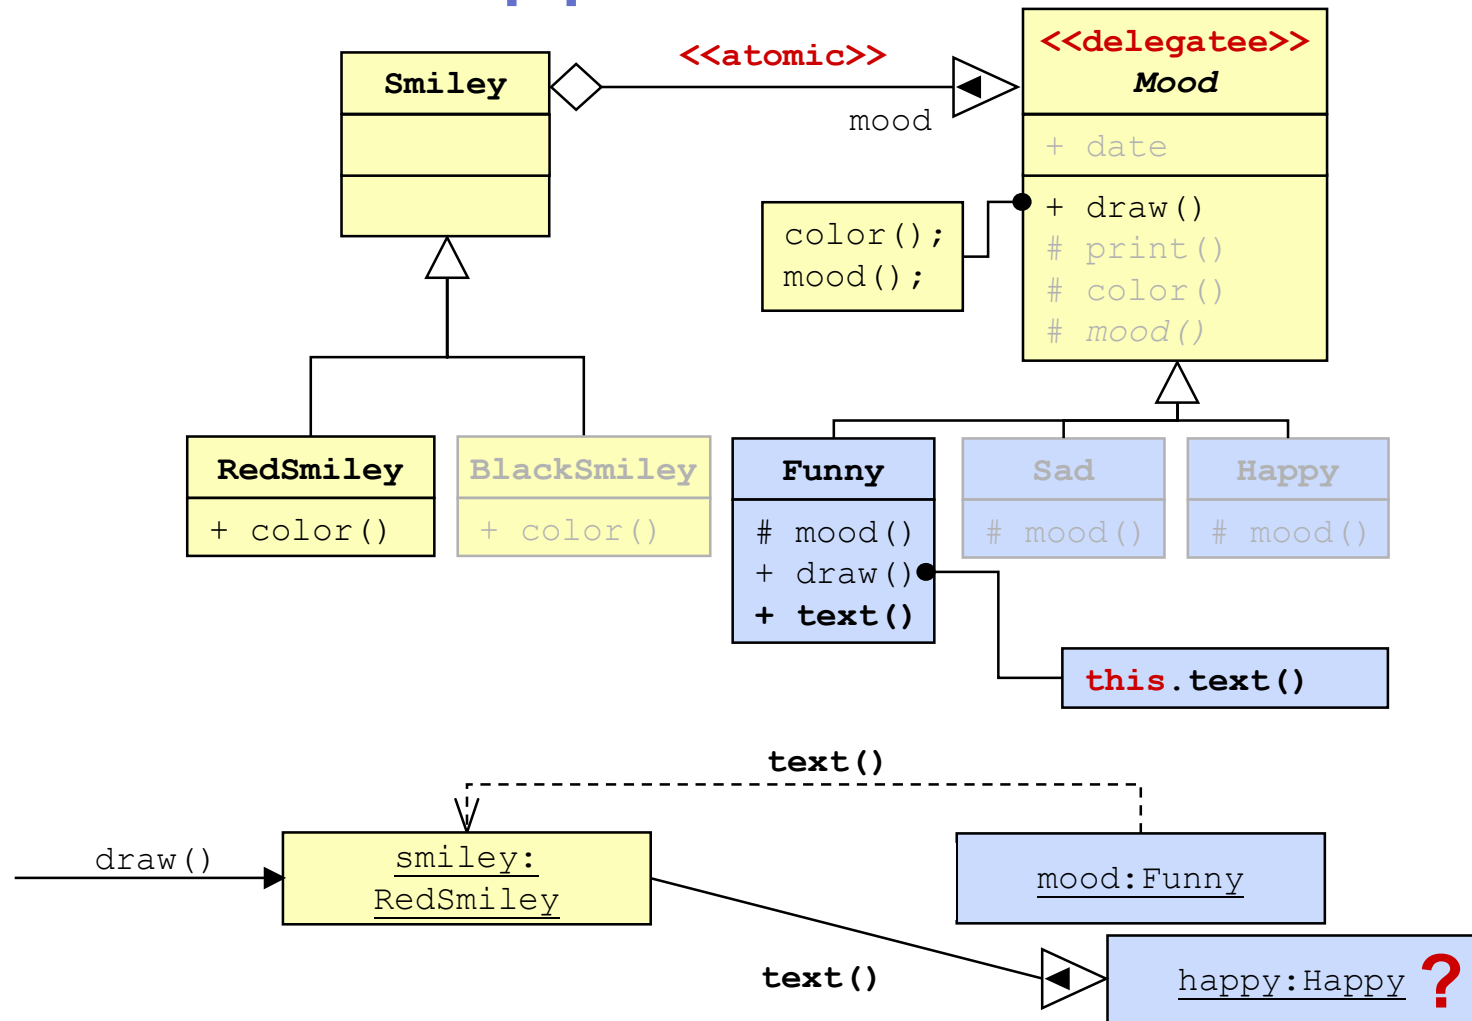 <<atomic>>
<<delegatee>>
Smiley
Mood
mood
+ date
color();
mood();
+ draw()
# print()
# color()
# mood()
RedSmiley
+ color()
BlackSmiley
+ color()
Funny
# mood()
+ draw()
+ text()
Sad
# mood()
Happy
# mood()
this.text()
text()
draw()
smiley:
RedSmiley
mood:Funny
text()
happy:Happy ?